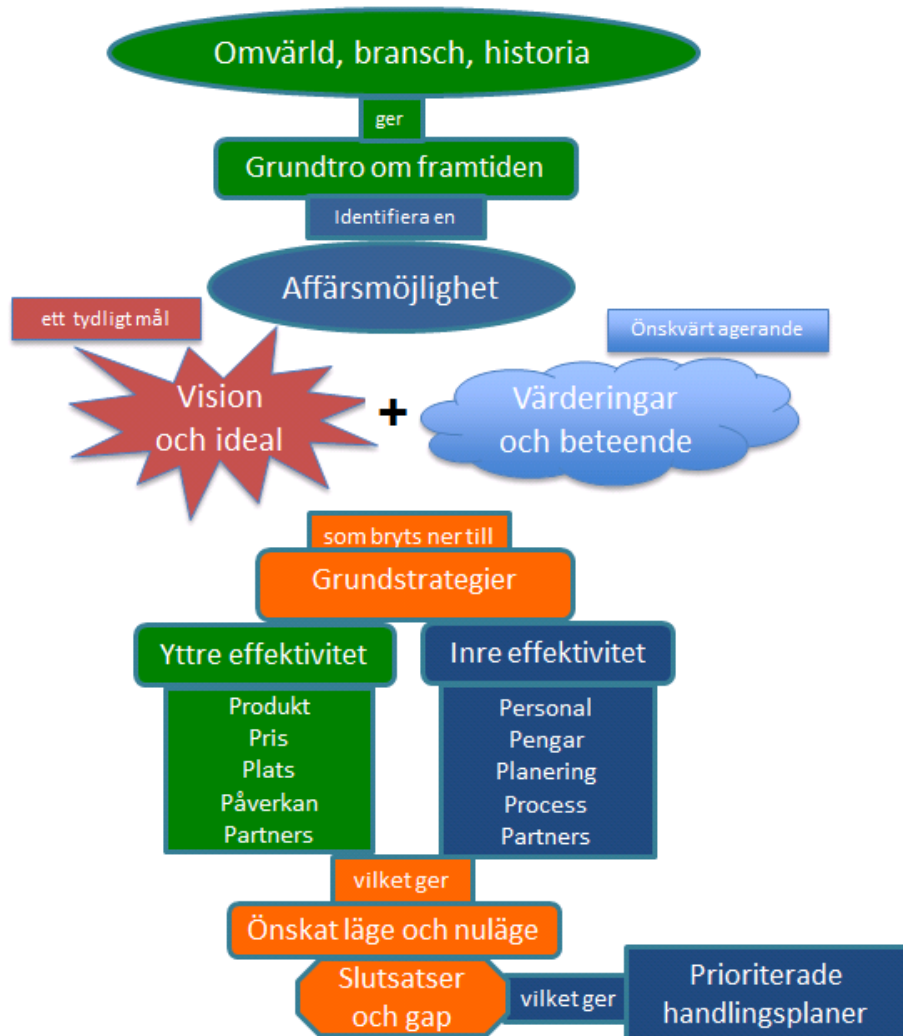 Omvärld, bransch, historia
ger
Grundtro om framtiden
Identifiera en
Affärsmöjlighet
ett tydligt mål
Önskvärt agerande
Vision
och ideal
+
Värderingar
och beteende
som bryts ner till
Grundstrategier
Yttre effektivitet
Produkt
Pris
Plats
Påverkan
Partners
Inre effektivitet
Personal
Pengar
Planering
Process
Partners
vilket ger
Önskat läge och nuläge
Slutsatser
och gap
vilket ger
Prioriterade
handlingsplaner